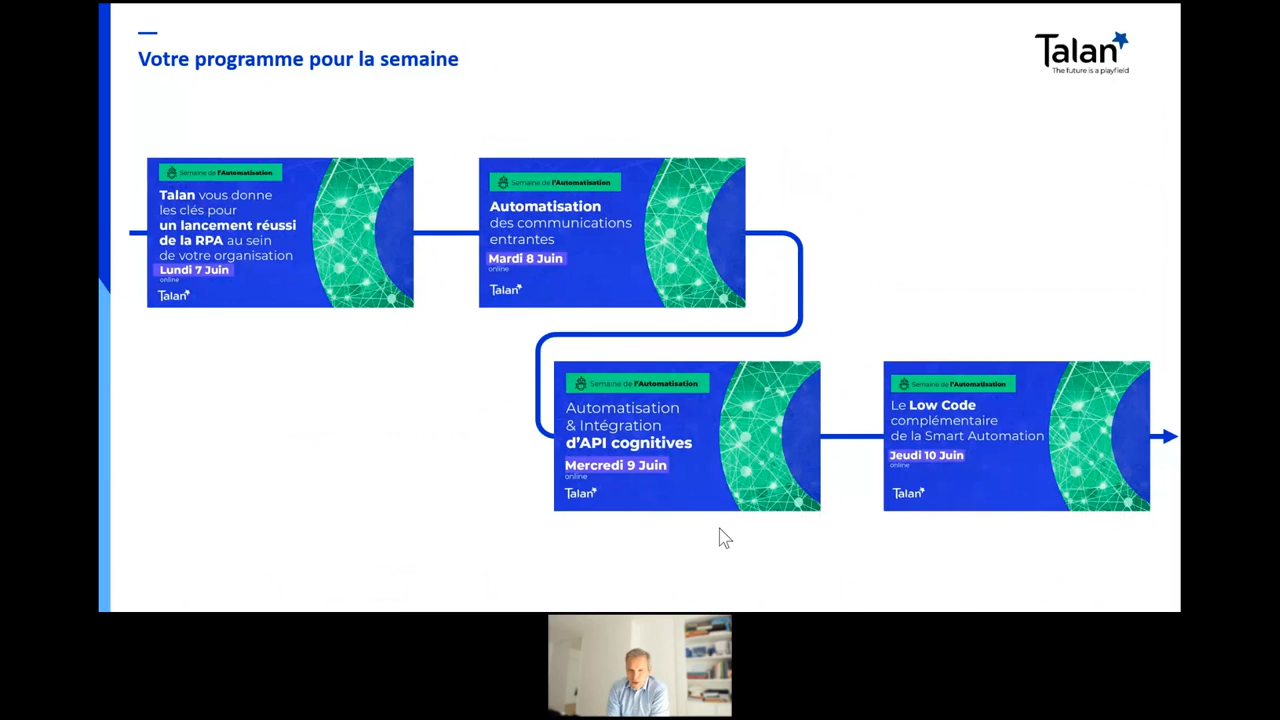 Votre programme pour la semaine
Talan
The future is a playfield
Semaine de l'Automatisation
Talan vous donne
les clés pour
un lancement réussi
de la RPA au sein
de votre organisation
Lundi 7 Juin
online
Talan
Semaine de l'Automatisation
Automatisation
des communications
entrantes
Mardi 8 Juin
online
Talan
Semaine de l'Automatisation
Automatisation
& Intégration
d'API cognitives
Mercredi 9 Juin
online
Talan
Semaine de l'Automatisation
Le Low Code
complémentaire
de la Smart Automation
Jeudi 10 Juin
online
Talan